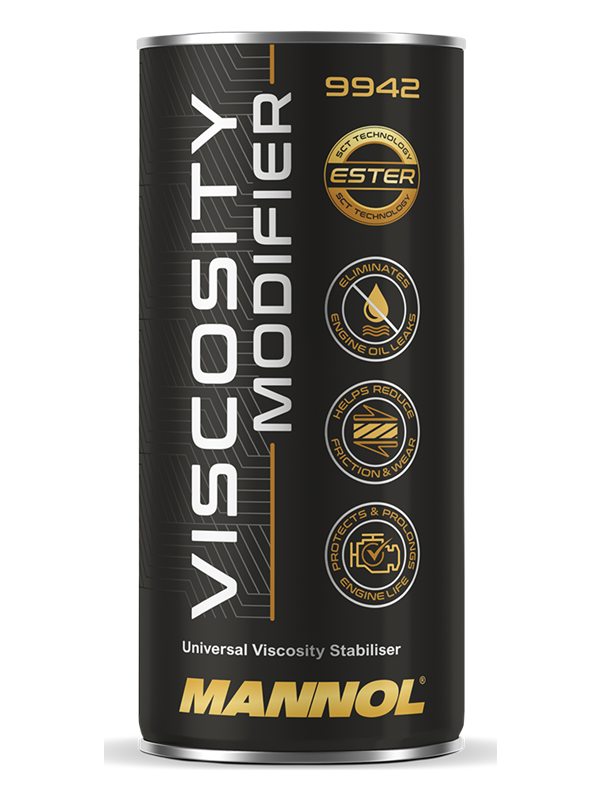 VISCOSITY
MODIFIER
9942
SCT TECHNOLOGY
ESTER
SCT TECHNOLOGY
ELIMINATES
ENGINE OIL LEAKS
HELPS REDUCE
FRICTION & WEAR
PROTECTS & PROLONGS
ENGINE LIFE
Universal Viscosity Stabiliser
MANNOL®